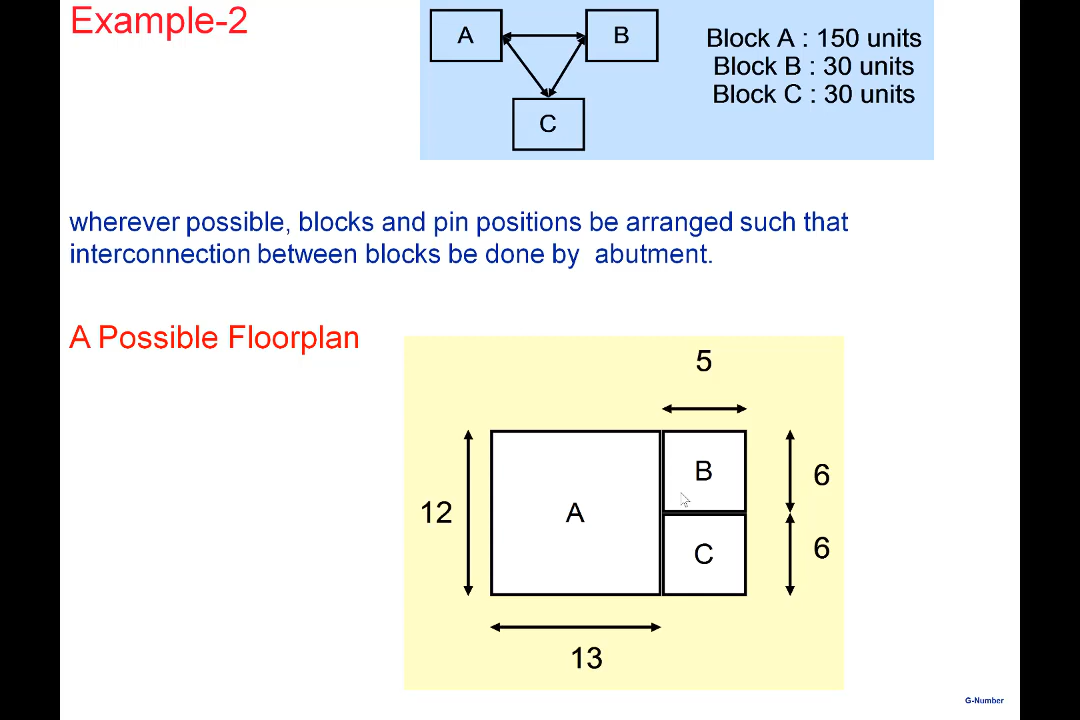 Example-2
A
B
C
Block A : 150 units
Block B : 30 units
Block C : 30 units
wherever possible, blocks and pin positions be arranged such that
interconnection between blocks be done by abutment.
A Possible Floorplan
5
12
A
B
C
6
6
13
G-Number